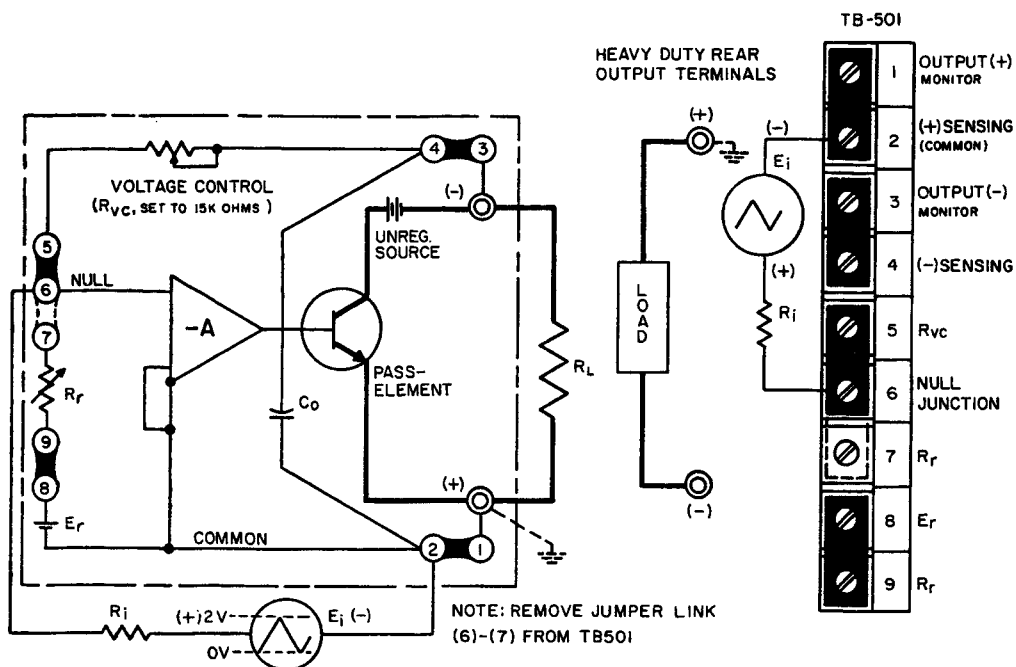 TB-501
HEAVY DUTY REAR
OUTPUT TERMINALS
1 OUTPUT (+)
MONITOR
2 (+) SENSING
(COMMON)
3 OUTPUT (-)
MONITOR
4 (-) SENSING
5 Rvc
6 NULL
JUNCTION
7 Rr
8 Er
9 Rr
(+)
(-)
Ei
(+)
Ri
LOAD
(-)
4 3
VOLTAGE CONTROL
(Rvc, SET TO 15K OHMS)
(-)
UNREG.
SOURCE
5
6 NULL
7
-A
PASS-
ELEMENT
RL
Rr
Co
9
8
(+)
Er
COMMON
2 1
Ri
(+) 2V
Ei (-)
0V
NOTE: REMOVE JUMPER LINK
(6)-(7) FROM TB501